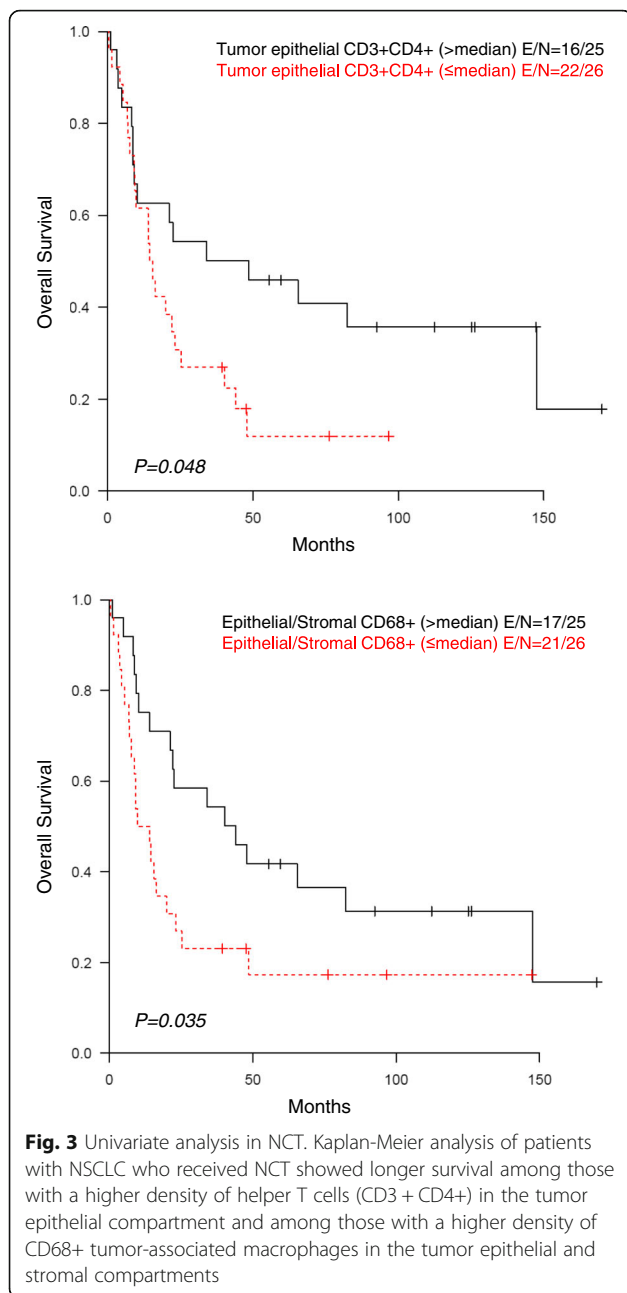 Tumor epithelial CD3+CD4+ (>median) E/N=16/25
Tumor epithelial CD3+CD4+ (≤median) E/N=22/26
1.0
0.8
0.6
0.4
0.2
0.0
Overall Survival
P=0.048
0
50
100
150
Months
Epithelial/Stromal CD68+ (>median) E/N=17/25
Epithelial/Stromal CD68+ (≤median) E/N=21/26
1.0
0.8
0.6
0.4
0.2
0.0
Overall Survival
P=0.035
0
50
100
150
Months
Fig. 3 Univariate analysis in NCT. Kaplan-Meier analysis of patients
with NSCLC who received NCT showed longer survival among those
with a higher density of helper T cells (CD3 + CD4+) in the tumor
epithelial compartment and among those with a higher density of
CD68+ tumor-associated macrophages in the tumor epithelial and
stromal compartments